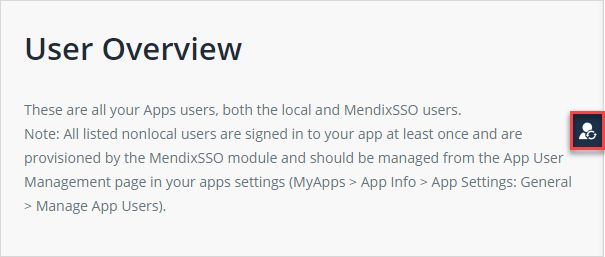 User Overview
These are all your Apps users, both the local and MendixSSO users.
Note: All listed nonlocal users are signed in to your app at least once and are
provisioned by the MendixSSO module and should be managed from the App User
Management page in your apps settings (MyApps > App Info > App Settings: General
> Manage App Users).